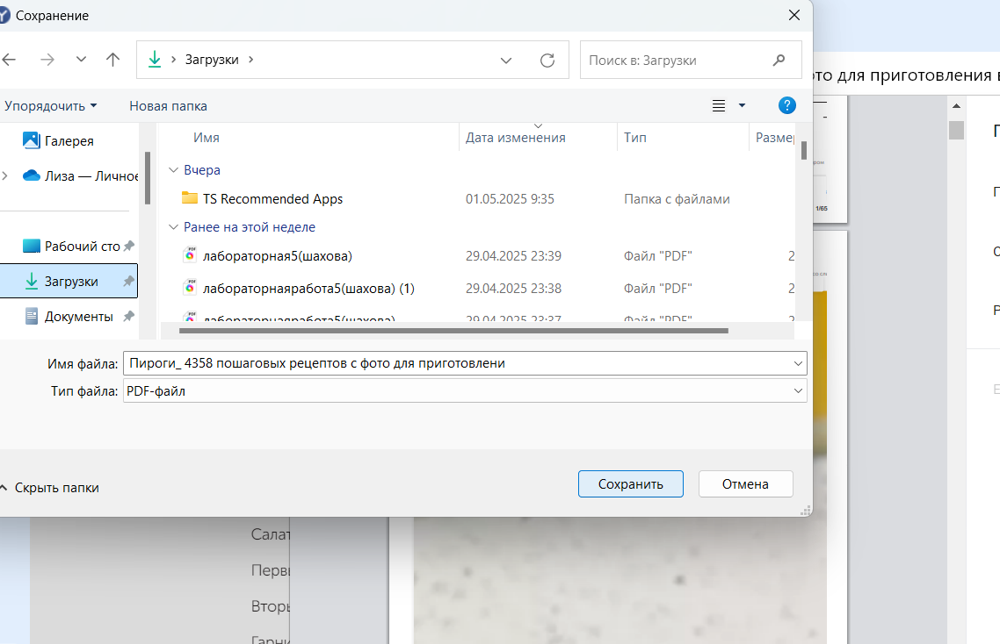 Сохранение
Загрузки
Поиск в: Загрузки
то для приготовления в
Упорядочить
Новая папка
?
Галерея
Имя
Дата изменения
Тип
Размер
Вчера
Лиза — Личное
TS Recommended Apps
01.05.2025 9:35
Папка с файлами
1/65
Ранее на этой неделе
Рабочий сто
лабораторная5(шахова)
29.04.2025 23:39
Файл "PDF"
2
Загрузки
лабораторнаяработа5(шахова) (1)
29.04.2025 23:38
Файл "PDF"
2
Документы
лабораторнаяработа5(шахова)
29.04.2025 23:37
Файл "PDF"
2
Имя файла:
Пироги_ 4358 пошаговых рецептов с фото для приготовлени
Тип файла:
PDF-файл
Скрыть папки
Сохранить
Отмена
Салат
Первы
Вторы
Гарни